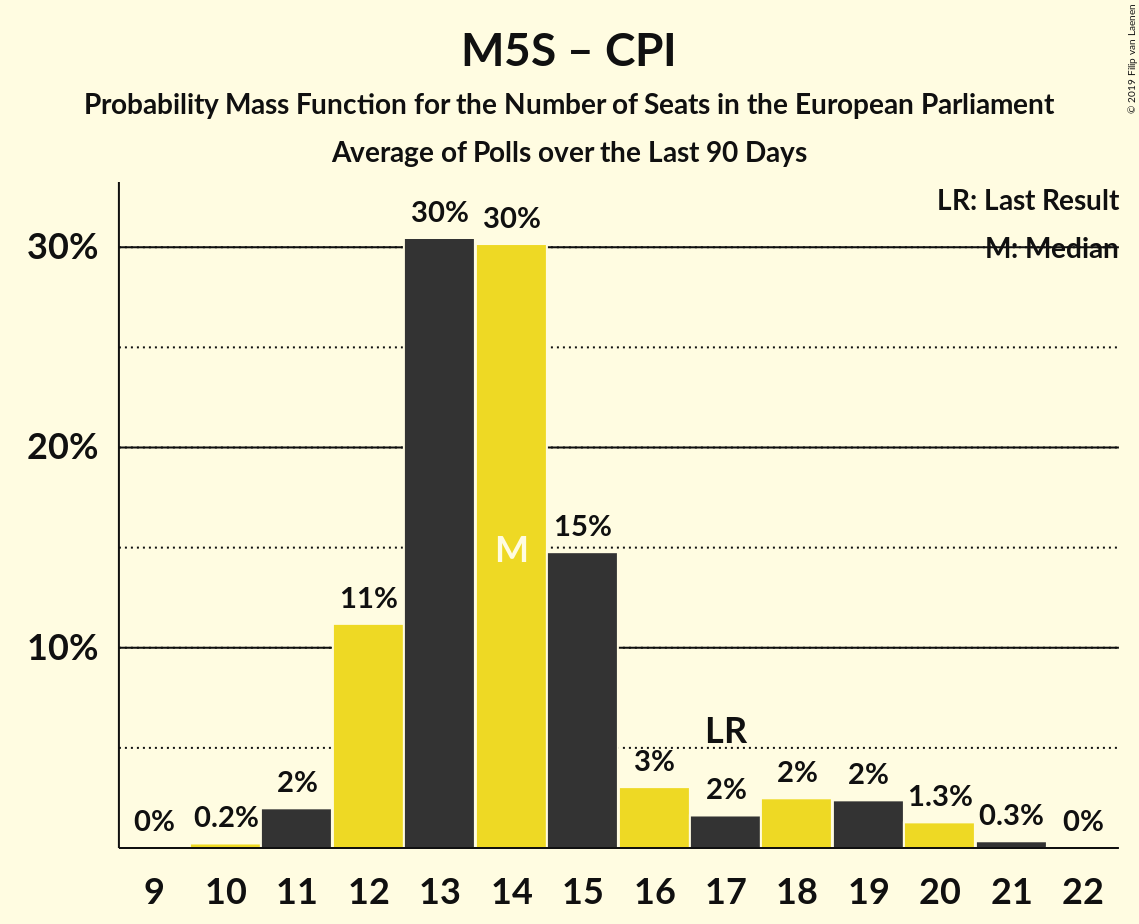 M5S – CPI
Probability Mass Function for the Number of Seats in the European Parliament
Average of Polls over the Last 90 Days
© 2019 Filip van Laenen
LR: Last Result
M: Median
30%
20%
10%
0%
0.2%
2%
11%
30%
30%
15%
3%
2%
2%
2%
1.3%
0.3%
0%
M
LR
9 10 11 12 13 14 15 16 17 18 19 20 21 22